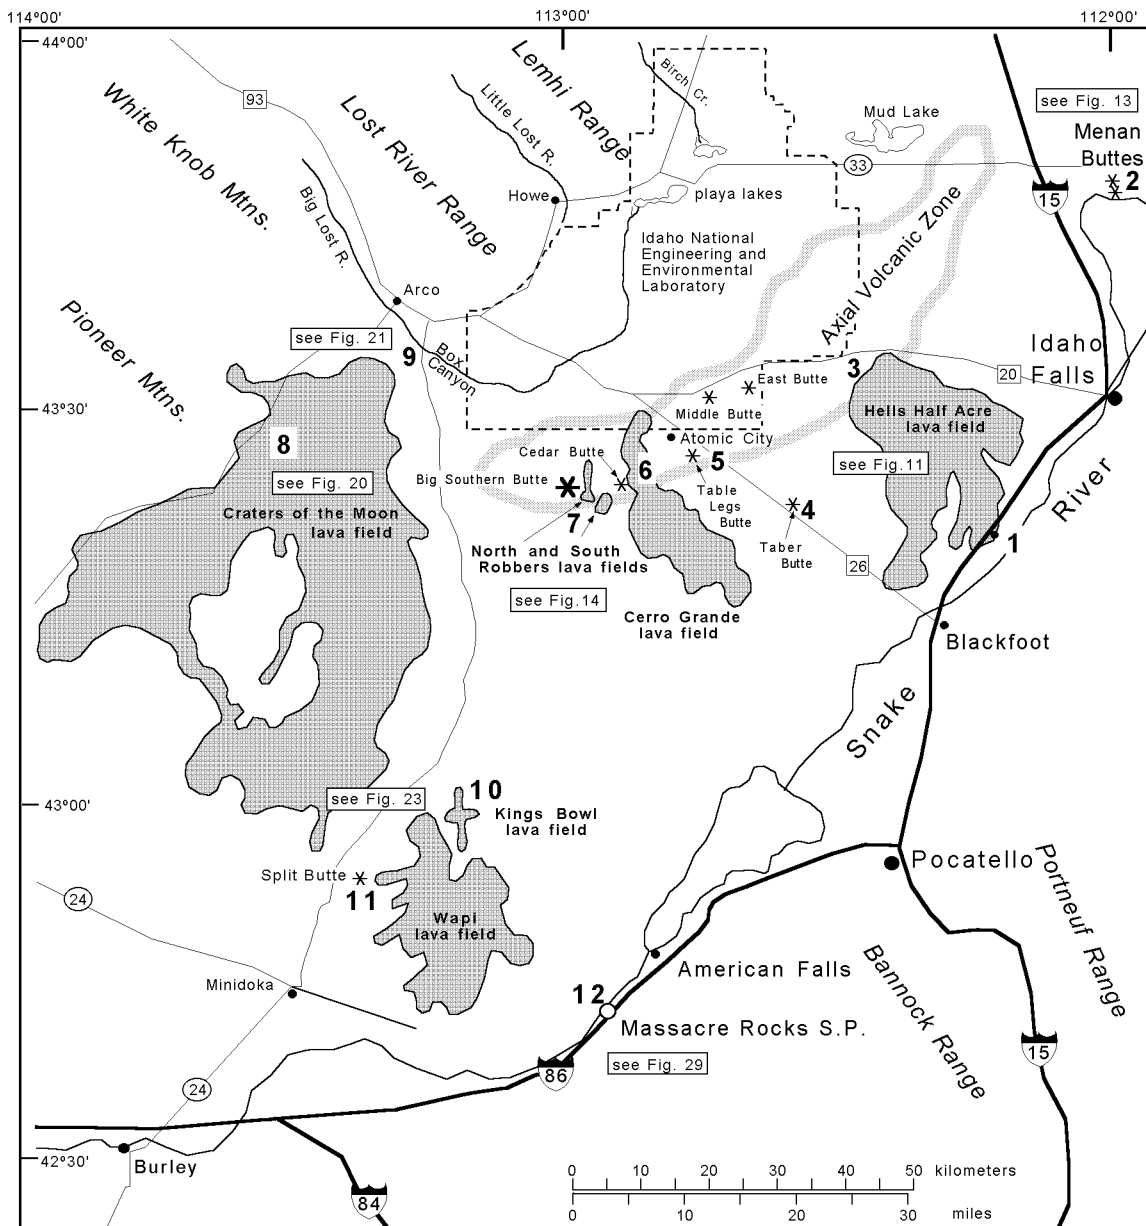 114°00'
113°00'
112°00'
44°00'
Lemhi Range
Birch Cr.
93
White Knob Mtns.
Lost River Range
Little Lost R.
Mud Lake
see Fig. 13
Menan
Buttes
2
33
15
Howe
playa lakes
Big Lost R.
Idaho National
Engineering and
Environmental
Laboratory
Axial Volcanic Zone
Arco
Pioneer Mtns.
see Fig. 21
9
Box
Canyon
3
Idaho
Falls
20
East Butte
Middle Butte
43°30'
Hells Half Acre
lava field
8
Atomic City
Cedar Butte
6
5
see Fig.11
River
see Fig. 20
Big Southern Butte
Table
Legs
Butte
4
Craters of the Moon
lava field
7
1
North and South
Robbers lava fields
Taber
Butte
26
see Fig.14
Cerro Grande
lava field
Blackfoot
Snake
10
43°00'
see Fig. 23
Kings Bowl
lava field
Pocatello
Portneuf Range
Split Butte
11
24
Wapi
lava field
Bannock Range
American Falls
Minidoka
12
Massacre Rocks S.P.
see Fig. 29
86
15
24
42°30'
Burley
84
0 10 20 30 40 50 kilometers
0 10 20 30 miles